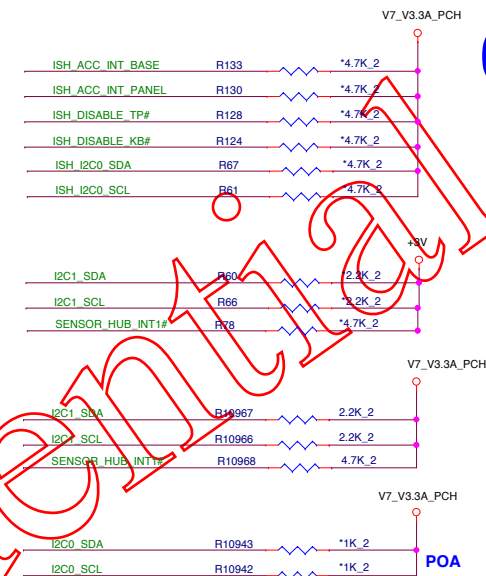 V7_V3.3A_PCH
ISH_ACC_INT_BASE R133 *4.7K_2
ISH_ACC_INT_PANEL R130 *4.7K_2
ISH_DISABLE_TP# R128 *4.7K_2
ISH_DISABLE_KB# R124 *4.7K_2
ISH_I2C0_SDA R67 *4.7K_2
ISH_I2C0_SCL R61 *4.7K_2
+3V
I2C1_SDA R60 *2.2K_2
I2C1_SCL R66 *2.2K_2
SENSOR_HUB_INT1# R78 *4.7K_2
V7_V3.3A_PCH
I2C1_SDA R10967 2.2K_2
I2C1_SCL R10966 2.2K_2
SENSOR_HUB_INT1# R10968 4.7K_2
V7_V3.3A_PCH
I2C0_SDA R10943 *1K_2
POA
I2C0_SCL R10942 *1K_2
ential